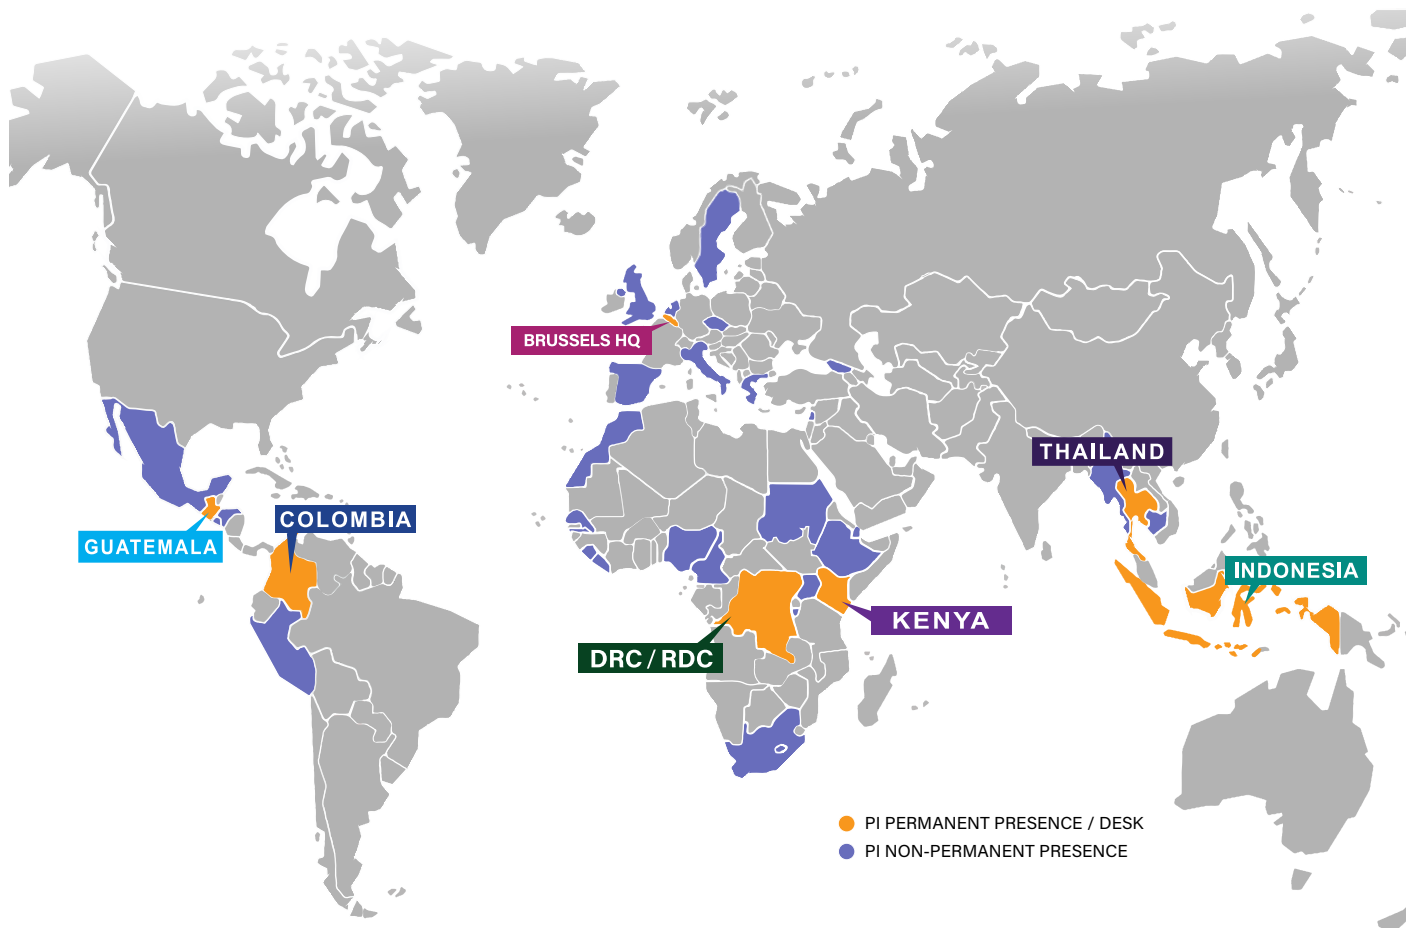 BRUSSELS HQ
THAILAND
COLOMBIA
GUATEMALA
INDONESIA
KENYA
DRC / RDC
PI PERMANENT PRESENCE / DESK
PI NON-PERMANENT PRESENCE